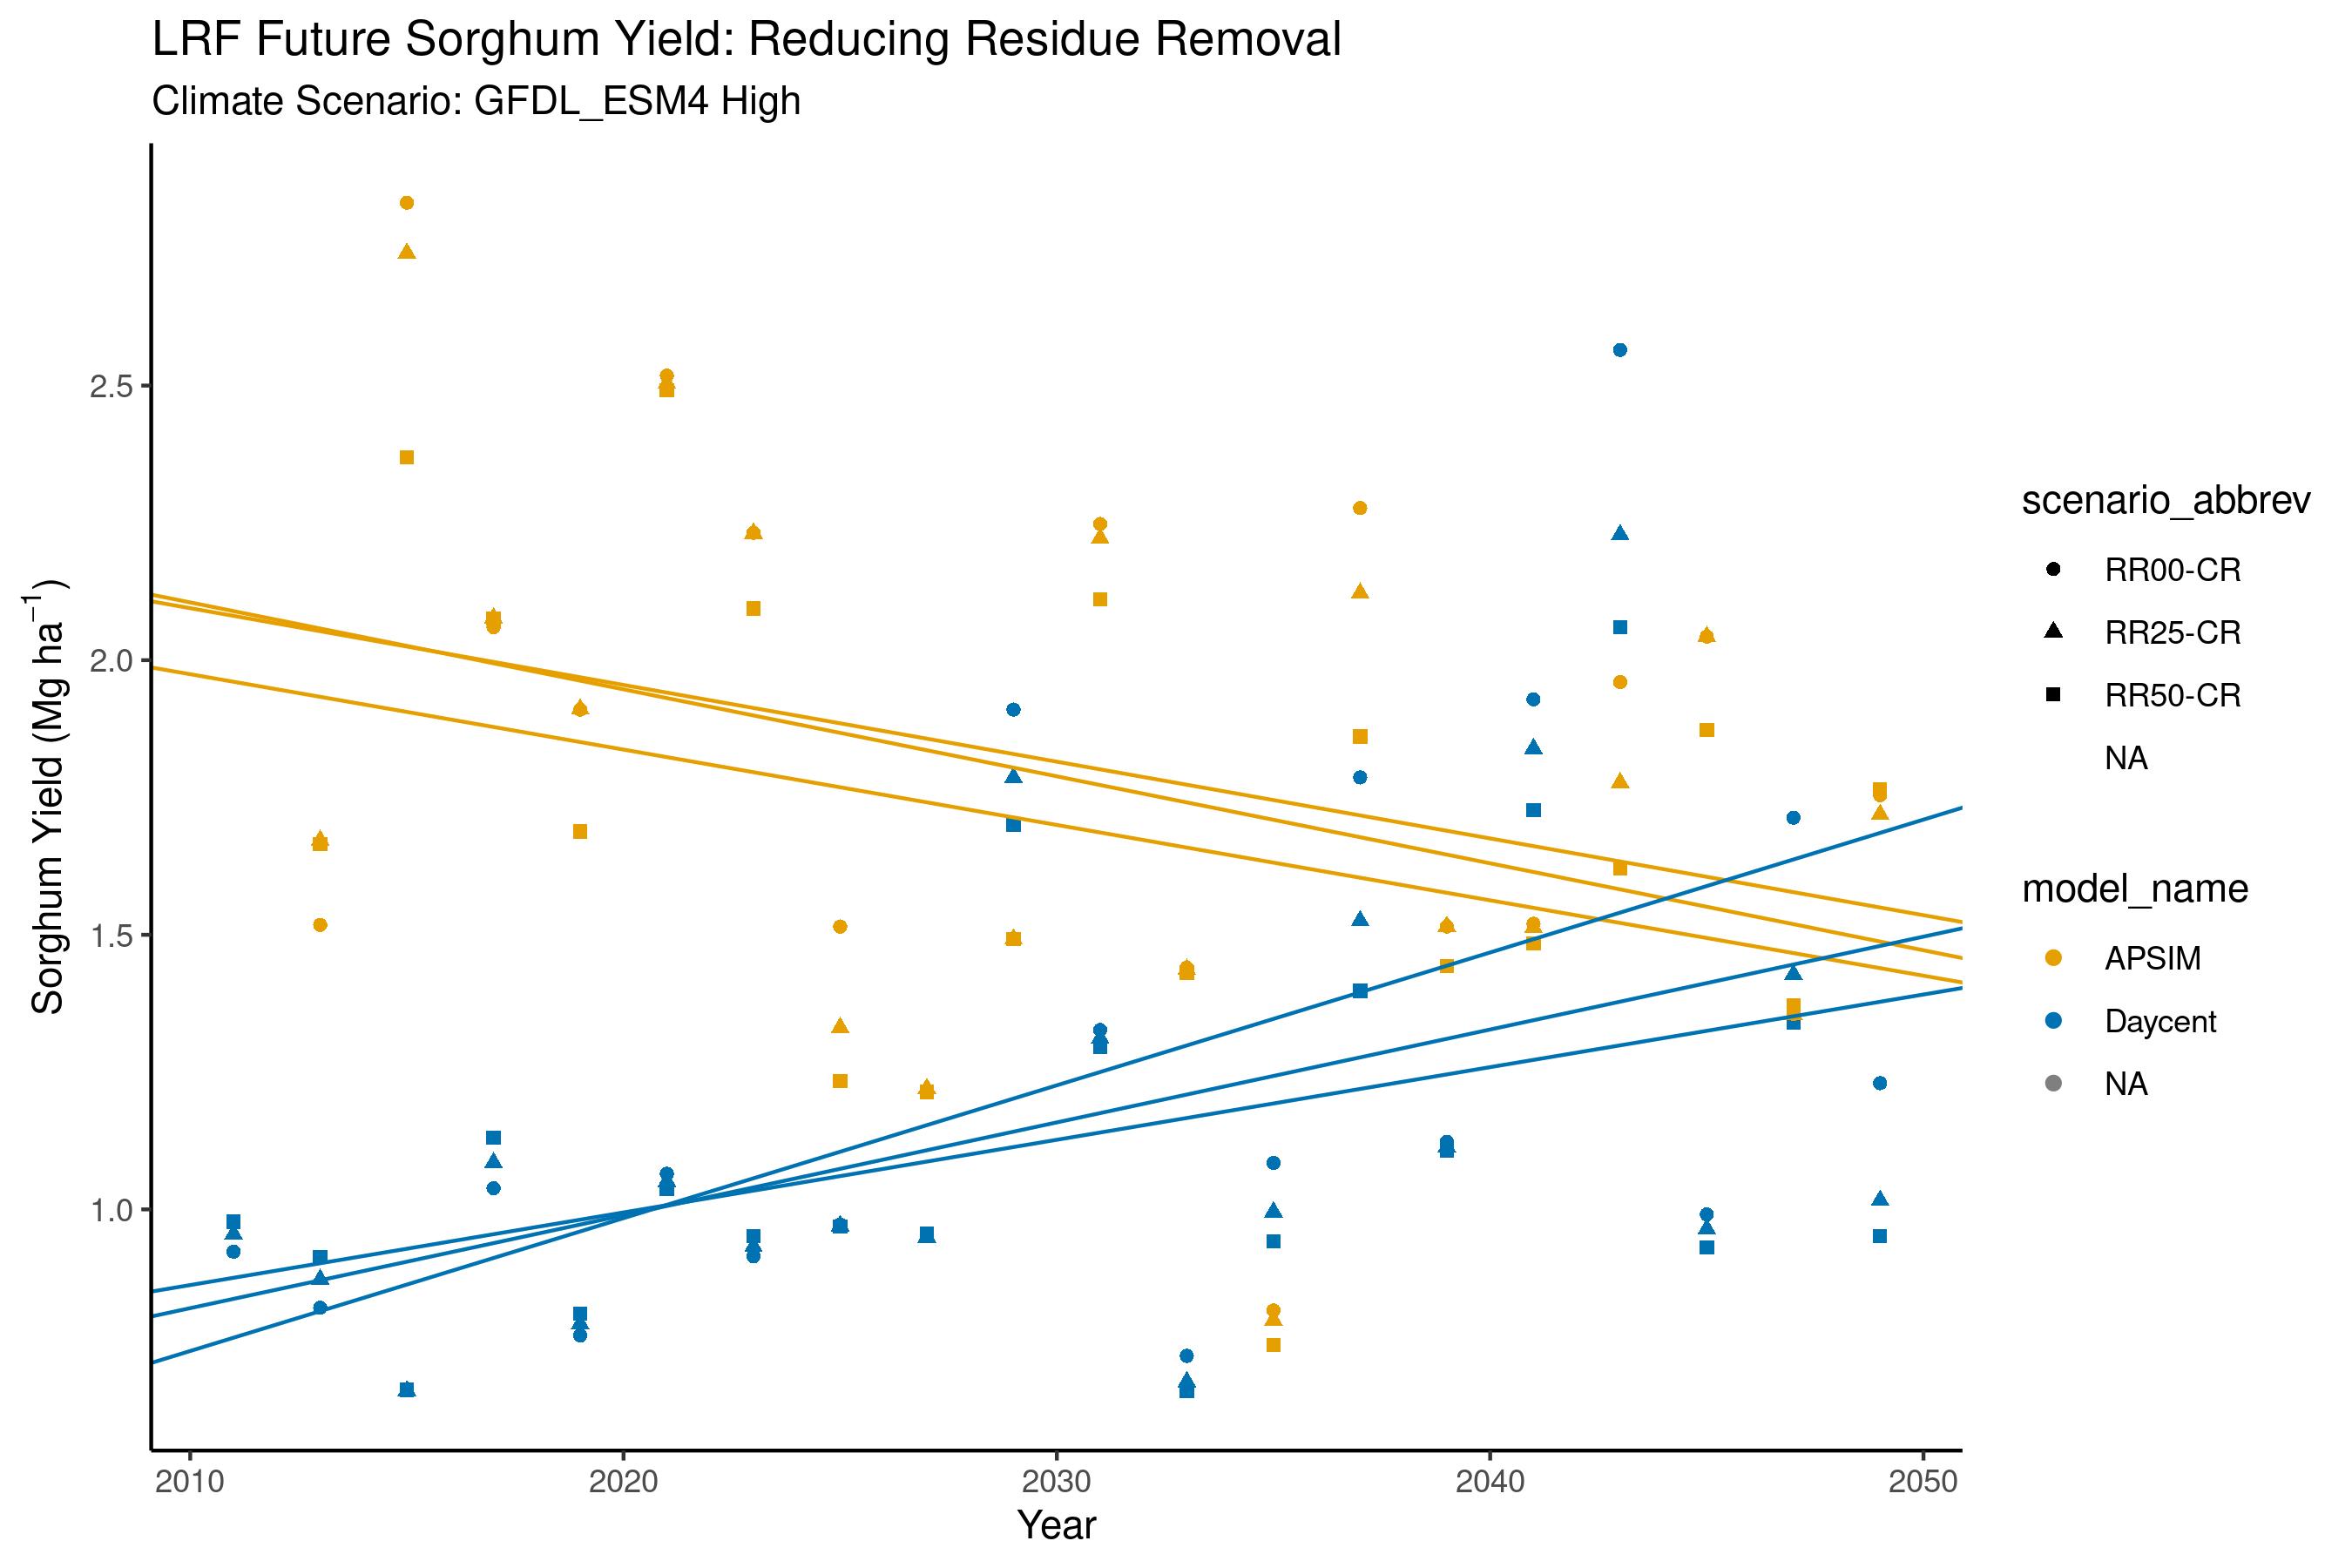 LRF Future Sorghum Yield: Reducing Residue Removal
Climate Scenario: GFDL_ESM4 High
Sorghum Yield (Mg ha⁻¹)
2.5
2.0
1.5
1.0
2010 2020 2030 2040 2050
Year
scenario_abbrev
RR00-CR
RR25-CR
RR50-CR
NA
model_name
APSIM
Daycent
NA